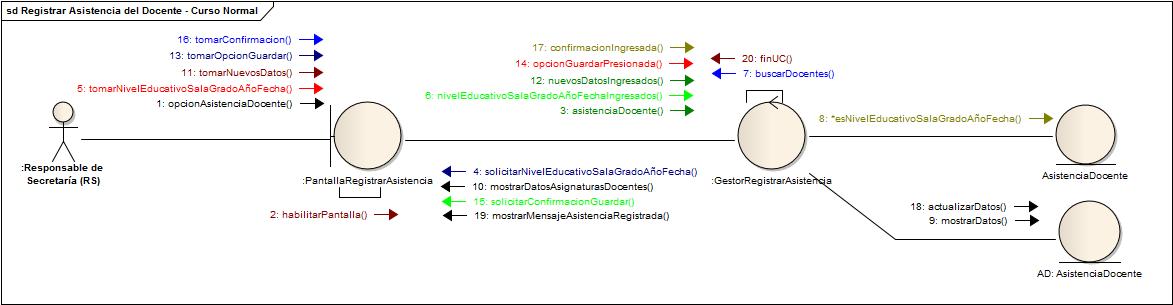 sd Registrar Asistencia del Docente - Curso Normal
16: tomarConfirmacion()
13: tomarOpcionGuardar()
11: tomarNuevosDatos()
5: tomarNivelEducativoSalaGradoAñoFecha()
1: opcionAsistenciaDocente()
17: confirmacionIngresada()
14: opcionGuardarPresionada()
12: nuevosDatosIngresados()
6: nivelEducativoSalaGradoAñoFechaIngresados()
3: asistenciaDocente()
20: finUC()
7: buscarDocentes()
8: *esNivelEducativoSalaGradoAñoFecha()
:Responsable de
Secretaría (RS)
:PantallaRegistrarAsistencia
:GestorRegistrarAsistencia
AsistenciaDocente
4: solicitarNivelEducativoSalaGradoAñoFecha()
10: mostrarDatosAsignaturasDocentes()
15: solicitarConfirmacionGuardar()
19: mostrarMensajeAsistenciaRegistrada()
2: habilitarPantalla()
18: actualizarDatos()
9: mostrarDatos()
AD: AsistenciaDocente